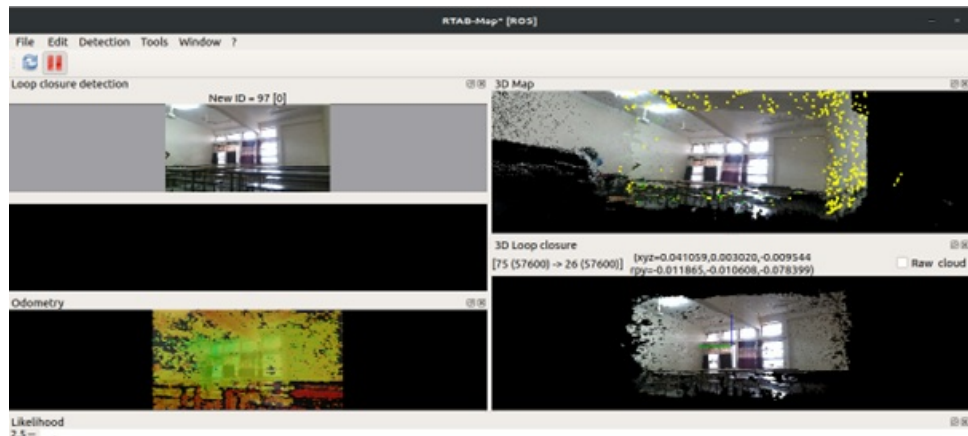 RTAB-Map* [ROS]
File Edit Detection Tools Window ?
Loop closure detection
New ID = 97 [0]
3D Map
3D Loop closure
[75 (57600) -> 26 (57600)]
(xyz=0.041059,0.003020,-0.009544
rpy=-0.011865,-0.010608,-0.078399)
Raw cloud
Odometry
Likelihood
2.5